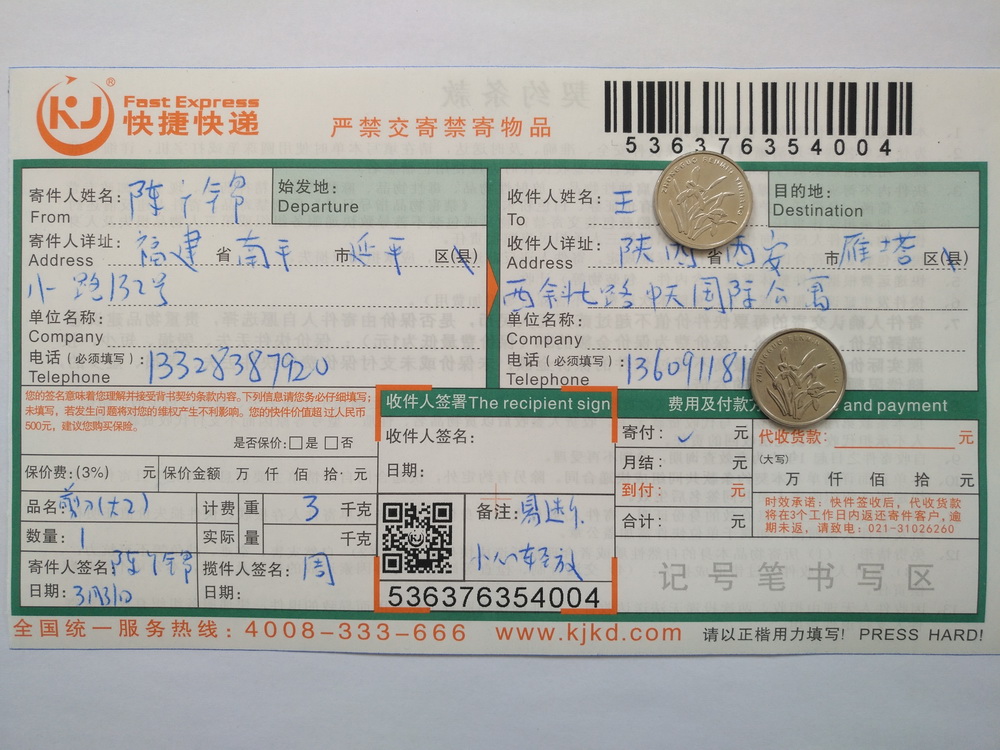 KJ®
Fast Express
快捷快递
严禁交寄禁寄物品
536376354004
寄件人姓名: 陈广锦
From
始发地:
Departure
寄件人详址: 福建 省 南平 市 延平 区(县)
Address
小路132号
单位名称:
Company
电话(必须填写): 13328387920
Telephone
收件人姓名: 王
To
目的地:
Destination
收件人详址: 陕西 省 西安 市 雁塔 区(县)
Address
西斜七路中天国际公寓
单位名称:
Company
电话(必须填写): 136091181
Telephone
您的签名意味着您理解并接受背书契约条款内容。下列信息请您务必仔细填写;
未填写,若发生问题将对您的维权产生不利影响。您的快件价值超过人民币
500元,建议您购买保险。
是否保价:□是 □否
保价费:(3%) 元 保价金额 万 仟 佰 拾 元
品名: 剪刀(大2) 计费 重 3 千克
数量: 1 实际 量 千克
寄件人签名: 陈广锦 揽件人签名: 周
日期: 3月31日 日期:
收件人签署The recipient sign
收件人签名:
日期:
备注: 易进尔
小心轻放
536376354004
费用及付款 and payment
寄付: ✓ 元
月结: 元
到付: 元
合计: 元
代收货款: 元
(大写) 万 仟 佰 拾 元
时效承诺: 快件签收后,代收货款
将在3个工作日内返还寄件客户,逾
期未返,请致电: 021-31026260
记号笔书写区
全国统一服务热线: 4008-333-666 www.kjkd.com 请以正楷用力填写! PRESS HARD!